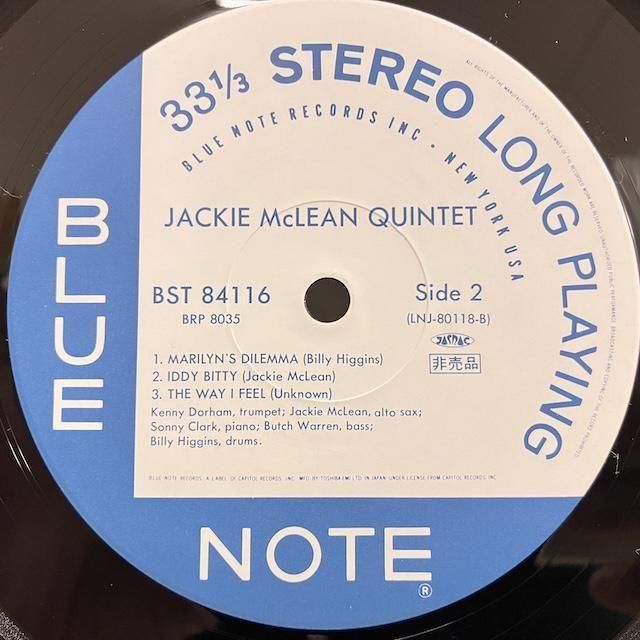 33⅓ STEREO LONG PLAYING
BLUE NOTE RECORDS INC • NEW YORK USA
JACKIE McLEAN QUINTET
BST 84116
BRP 8035
Side 2
(LNJ-80118-B)
JASRAC
非売品
1. MARILYN'S DILEMMA (Billy Higgins)
2. IDDY BITTY (Jackie McLean)
3. THE WAY I FEEL (Unknown)
Kenny Dorham, trumpet; Jackie McLean, alto sax;
Sonny Clark, piano; Butch Warren, bass;
Billy Higgins, drums.
BLUE NOTE RECORDS. A LABEL OF CAPITOL RECORDS, INC. MFD BY TOSHIBA EMI LTD. IN JAPAN UNDER LICENSE FROM CAPITOL RECORDS INC
BLUE
NOTE®